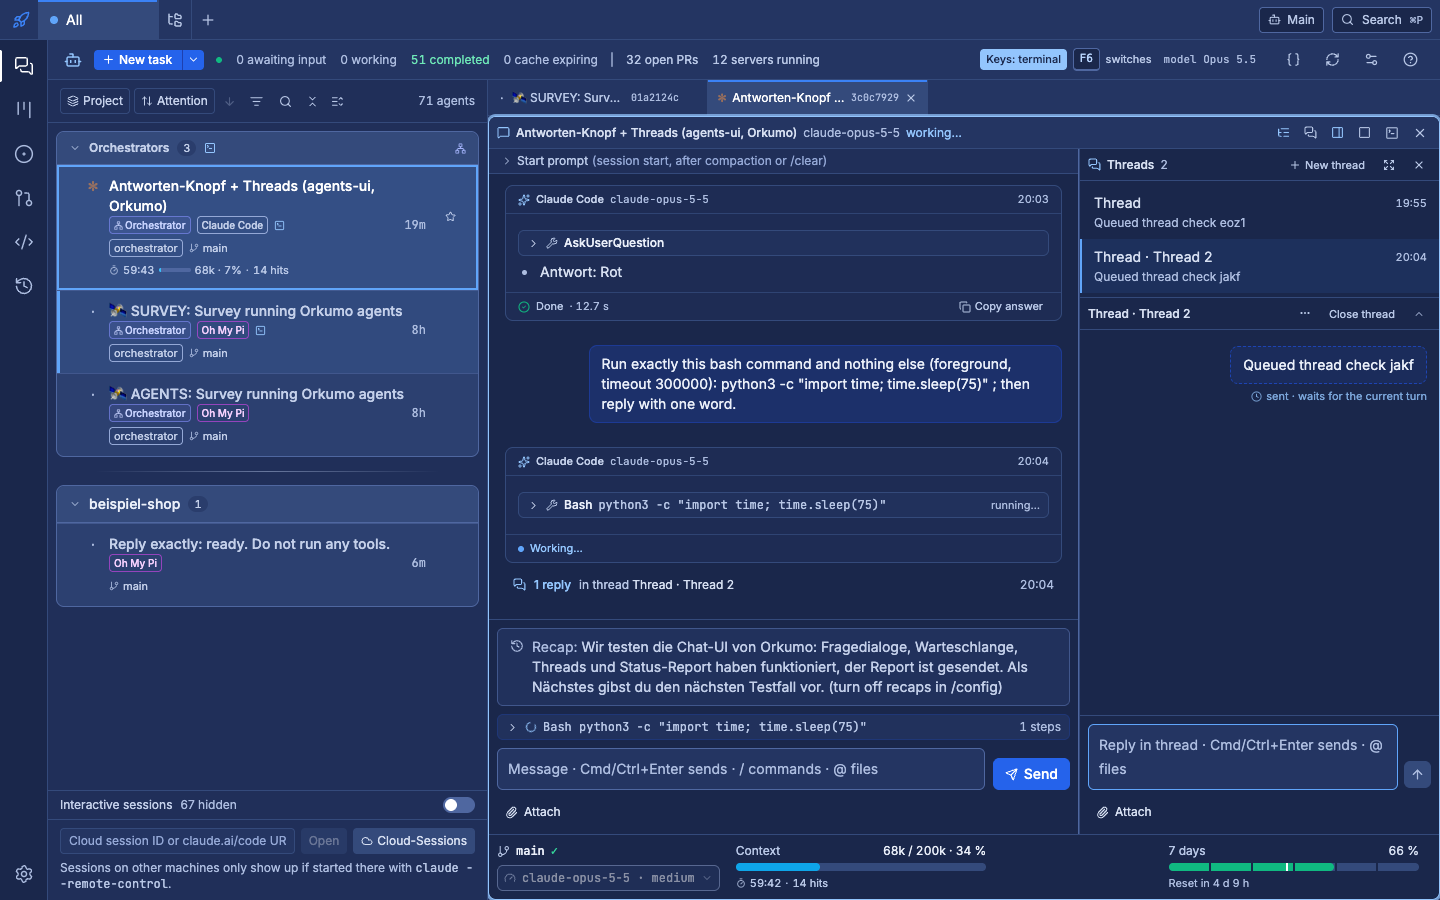 All
Main
Search ⌘P
New task
0 awaiting input
0 working
51 completed
0 cache expiring
32 open PRs
12 servers running
Keys: terminal
F6
switches
model Opus 5.5
Project
Attention
71 agents
Orchestrators 3
Antworten-Knopf + Threads (agents-ui,
Orkumo)
Orchestrator
Claude Code
19m
orchestrator
main
59:43
68k · 7% · 14 hits
SURVEY: Survey running Orkumo agents
Orchestrator
Oh My Pi
8h
orchestrator
main
AGENTS: Survey running Orkumo agents
Orchestrator
Oh My Pi
8h
orchestrator
main
beispiel-shop 1
Reply exactly: ready. Do not run any tools.
Oh My Pi
6m
main
Interactive sessions 67 hidden
Cloud session ID or claude.ai/code UR
Open
Cloud-Sessions
Sessions on other machines only show up if started there with claude -
-remote-control.
SURVEY: Surv... 01a2124c
Antworten-Knopf ... 3c0c7929
Antworten-Knopf + Threads (agents-ui, Orkumo) claude-opus-5-5 working...
Start prompt (session start, after compaction or /clear)
Claude Code claude-opus-5-5
20:03
AskUserQuestion
Antwort: Rot
Done · 12.7 s
Copy answer
Run exactly this bash command and nothing else (foreground,
timeout 300000): python3 -c "import time; time.sleep(75)" ; then
reply with one word.
Claude Code claude-opus-5-5
20:04
Bash python3 -c "import time; time.sleep(75)"
running...
Working...
1 reply in thread Thread · Thread 2
20:04
Recap: Wir testen die Chat-UI von Orkumo: Fragedialoge, Warteschlange,
Threads und Status-Report haben funktioniert, der Report ist gesendet. Als
Nächstes gibst du den nächsten Testfall vor. (turn off recaps in /config)
Bash python3 -c "import time; time.sleep(75)"
1 steps
Message · Cmd/Ctrl+Enter sends · / commands · @ files
Send
Attach
main ✓
claude-opus-5-5 · medium
Context
68k / 200k · 34 %
59:42 · 14 hits
7 days
66 %
Reset in 4 d 9 h
Threads 2
New thread
Thread
19:55
Queued thread check eoz1
Thread · Thread 2
20:04
Queued thread check jakf
Thread · Thread 2
Close thread
Queued thread check jakf
sent · waits for the current turn
Reply in thread · Cmd/Ctrl+Enter sends · @
files
Attach